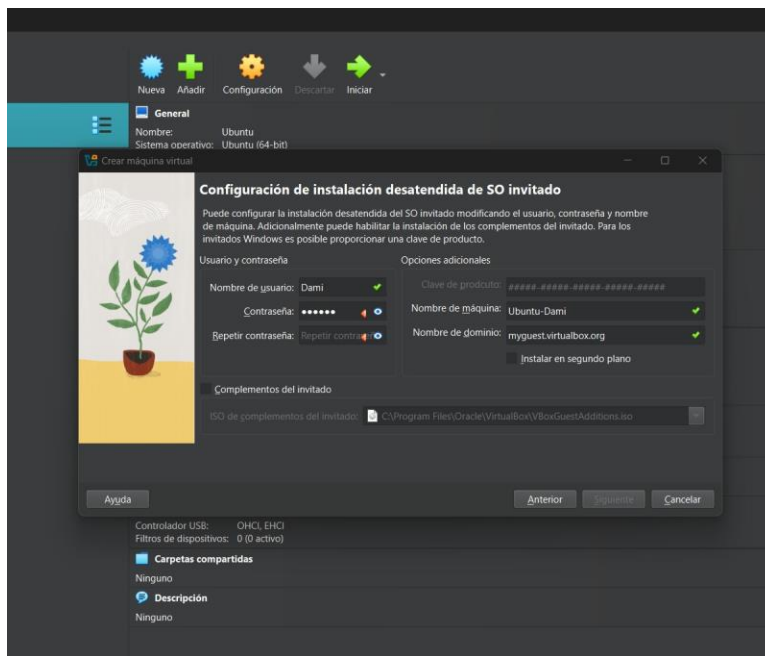 Nueva Añadir Configuración Descartar Iniciar
General
Nombre: Ubuntu
Sistema operativo: Ubuntu (64-bit)
Crear máquina virtual
Configuración de instalación desatendida de SO invitado
Puede configurar la instalación desatendida del SO invitado modificando el usuario, contraseña y nombre
de máquina. Adicionalmente puede habilitar la instalación de los complementos del invitado. Para los
invitados Windows es posible proporcionar una clave de producto.
Usuario y contraseña
Nombre de usuario: Dami
Contraseña: ••••••
Repetir contraseña: Repetir contraseña
Opciones adicionales
Clave de prodcuto: #####-#####-#####-#####-#####
Nombre de máquina: Ubuntu-Dami
Nombre de dominio: myguest.virtualbox.org
Instalar en segundo plano
Complementos del invitado
ISO de complementos del invitado: C:\Program Files\Oracle\VirtualBox\VBoxGuestAdditions.iso
Ayuda Anterior Siguiente Cancelar
Controlador USB: OHCI, EHCI
Filtros de dispositivos: 0 (0 activo)
Carpetas compartidas
Ninguno
Descripción
Ninguno